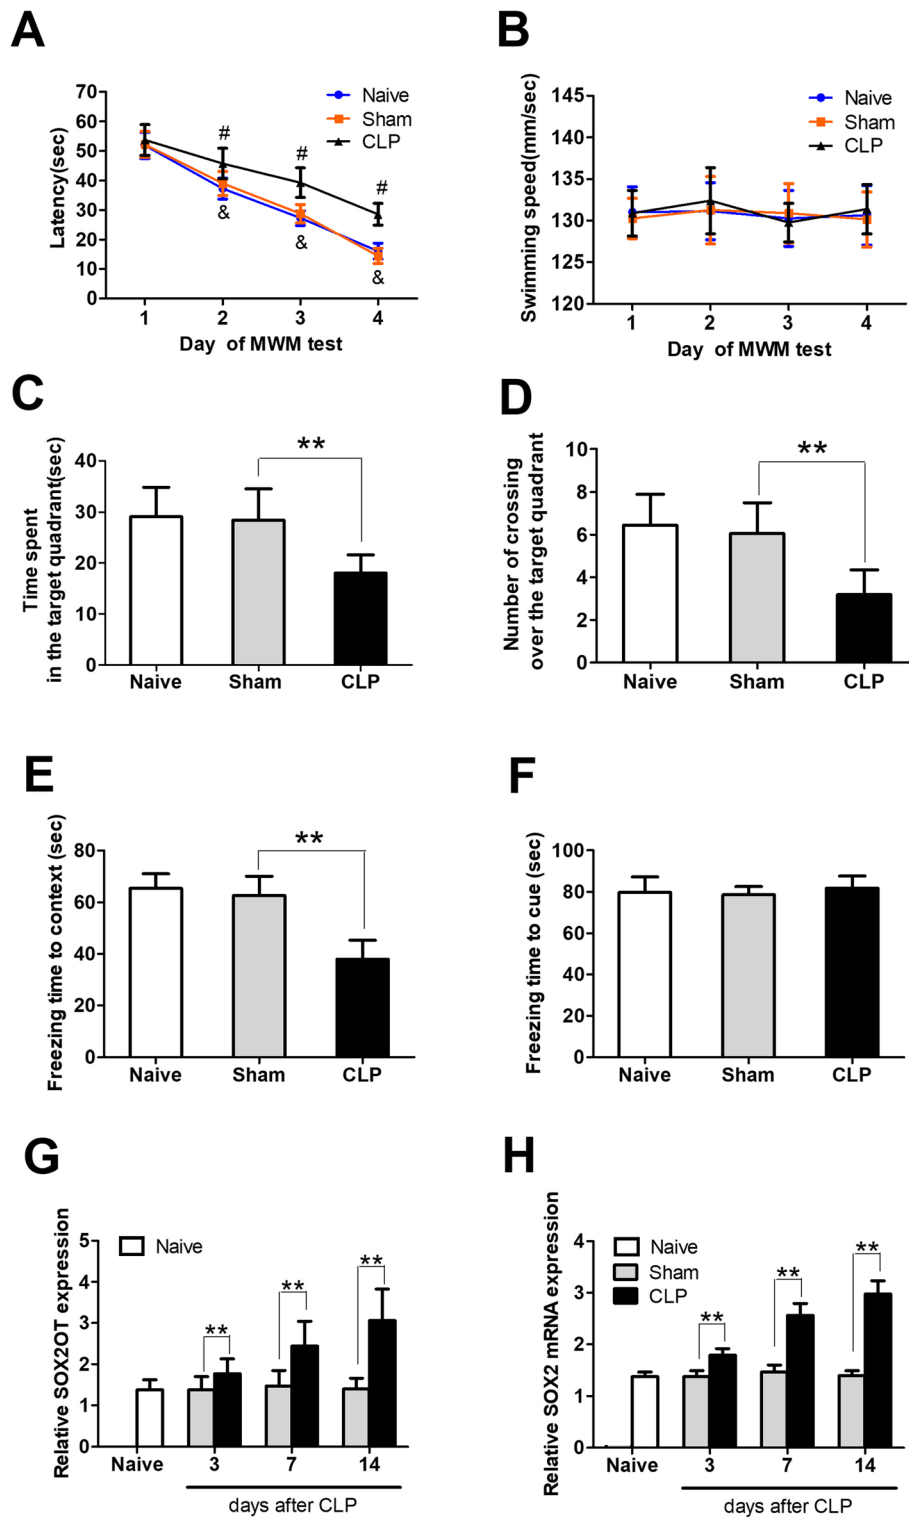 A
Latency(sec)
70
60
50
40
30
20
10
0
Naive
Sham
CLP
#
#
#
&
&
&
1 2 3 4
Day of MWM test
B
Swimming speed(mm/sec)
145
140
135
130
125
120
Naive
Sham
CLP
1 2 3 4
Day of MWM test
C
Time spent
in the target quadrant(sec)
40
30
20
10
0
**
Naive Sham CLP
D
Number of crossing
over the target quadrant
10
8
6
4
2
0
**
Naive Sham CLP
E
Freezing time to context (sec)
80
60
40
20
0
**
Naive Sham CLP
F
Freezing time to cue (sec)
100
80
60
40
20
0
Naive Sham CLP
G
Relative SOX2OT expression
5
4
3
2
1
0
Naive
**
**
**
Naive 3 7 14
days after CLP
H
Relative SOX2 mRNA expression
4
3
2
1
0
Naive
Sham
CLP
**
**
**
Naive 3 7 14
days after CLP